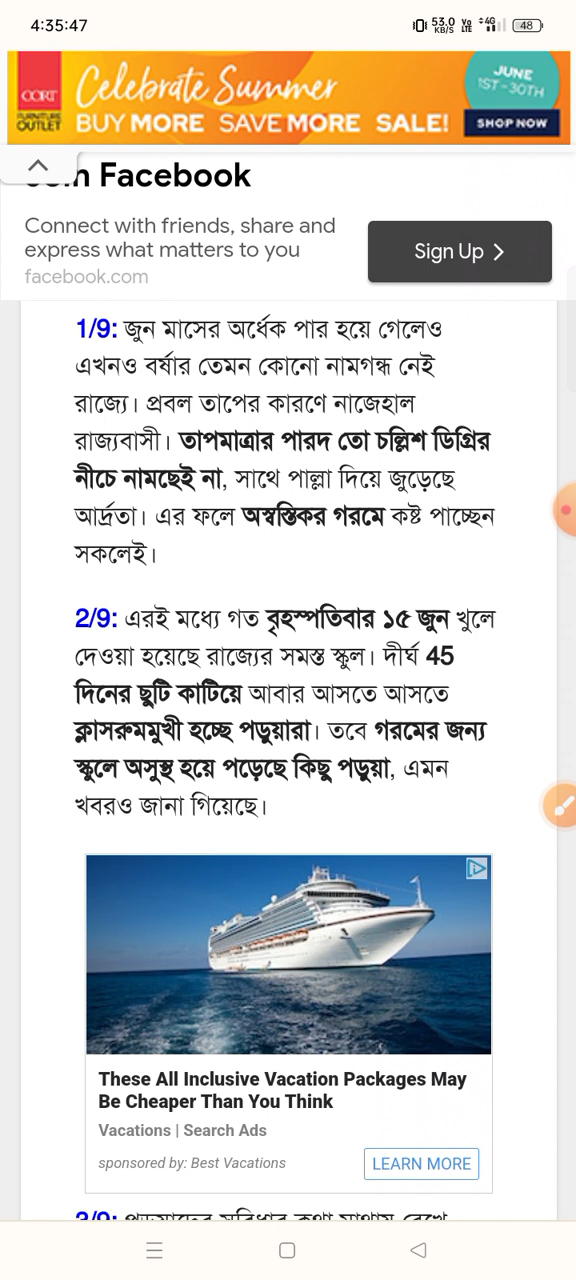 4:35:47
53.0
KB/S
Vo
LTE
4G
48
CORT
FURNITURE
OUTLET
Celebrate Summer
BUY MORE SAVE MORE SALE!
JUNE
1ST-30TH
SHOP NOW
Facebook
Connect with friends, share and
express what matters to you
facebook.com
Sign Up
1/9: জুন মাসের অর্ধেক পার হয়ে গেলেও
এখনও বর্ষার তেমন কোনো নামগন্ধ নেই
রাজ্যে। প্রবল তাপের কারণে নাজেহাল
রাজ্যবাসী। তাপমাত্রার পারদ তো চল্লিশ ডিগ্রির
নীচে নামছেই না, সাথে পাল্লা দিয়ে জুড়েছে
আর্দ্রতা। এর ফলে অস্বস্তিকর গরমে কষ্ট পাচ্ছেন
সকলেই।
2/9: এরই মধ্যে গত বৃহস্পতিবার ১৫ জুন খুলে
দেওয়া হয়েছে রাজ্যের সমস্ত স্কুল। দীর্ঘ 45
দিনের ছুটি কাটিয়ে আবার আসতে আসতে
ক্লাসরুমমুখী হচ্ছে পড়ুয়ারা। তবে গরমের জন্য
স্কুলে অসুস্থ হয়ে পড়েছে কিছু পড়ুয়া, এমন
খবরও জানা গিয়েছে।
These All Inclusive Vacation Packages May
Be Cheaper Than You Think
Vacations | Search Ads
sponsored by: Best Vacations
LEARN MORE